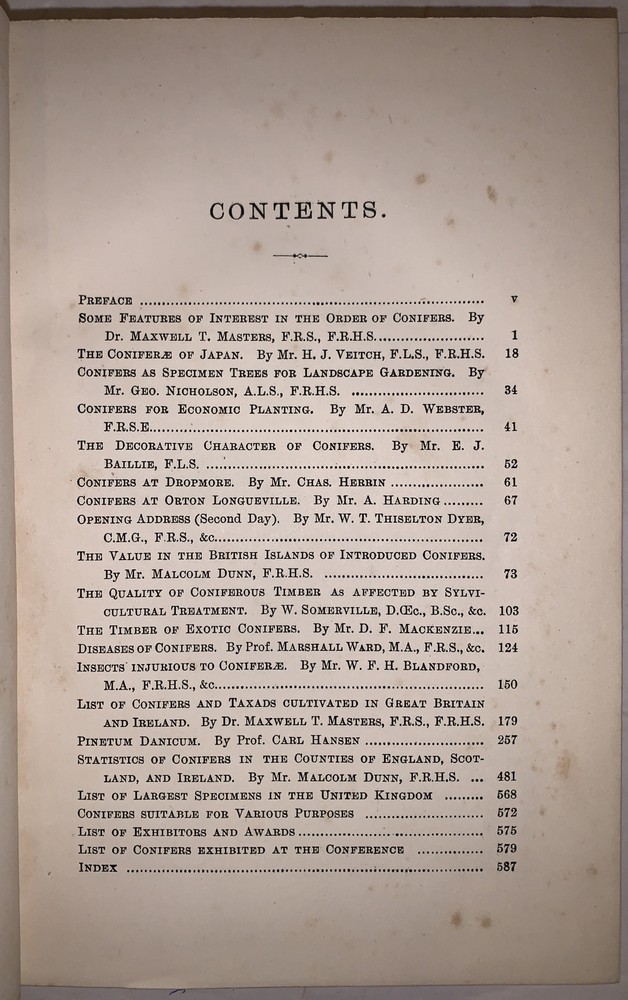 CONTENTS.
PREFACE ........ v
SOME FEATURES OF INTEREST IN THE ORDER OF CONIFERS. By
Dr. MAXWELL T. MASTERS, F.R.S., F.R.H.S. ........ 1
THE CONIFERÆ OF JAPAN. By Mr. H. J. VEITCH, F.L.S., F.R.H.S. 18
CONIFERS AS SPECIMEN TREES FOR LANDSCAPE GARDENING. By
Mr. GEO. NICHOLSON, A.L.S., F.R.H.S. ........ 34
CONIFERS FOR ECONOMIC PLANTING. By Mr. A. D. WEBSTER,
F.R.S.E. ........ 41
THE DECORATIVE CHARACTER OF CONIFERS. By Mr. E. J.
BAILLIE, F.L.S. ........ 52
CONIFERS AT DROPMORE. By Mr. CHAS. HERRIN ........ 61
CONIFERS AT ORTON LONGUEVILLE. By Mr. A. HARDING ........ 67
OPENING ADDRESS (Second Day). By Mr. W. T. THISELTON DYER,
C.M.G., F.R.S., &c. ........ 72
THE VALUE IN THE BRITISH ISLANDS OF INTRODUCED CONIFERS.
By Mr. MALCOLM DUNN, F.R.H.S. ........ 73
THE QUALITY OF CONIFEROUS TIMBER AS AFFECTED BY SYLVI-
CULTURAL TREATMENT. By W. SOMERVILLE, D.Œc., B.Sc., &c. 103
THE TIMBER OF EXOTIC CONIFERS. By Mr. D. F. MACKENZIE... 115
DISEASES OF CONIFERS. By Prof. MARSHALL WARD, M.A., F.R.S., &c. 124
INSECTS INJURIOUS TO CONIFERÆ. By Mr. W. F. H. BLANDFORD,
M.A., F.R.H.S., &c. ........ 150
LIST OF CONIFERS AND TAXADS CULTIVATED IN GREAT BRITAIN
AND IRELAND. By Dr. MAXWELL T. MASTERS, F.R.S., F.R.H.S. 179
PINETUM DANICUM. By Prof. CARL HANSEN ........ 257
STATISTICS OF CONIFERS IN THE COUNTIES OF ENGLAND, SCOT-
LAND, AND IRELAND. By Mr. MALCOLM DUNN, F.R.H.S. ... 481
LIST OF LARGEST SPECIMENS IN THE UNITED KINGDOM ........ 568
CONIFERS SUITABLE FOR VARIOUS PURPOSES ........ 572
LIST OF EXHIBITORS AND AWARDS ........ 575
LIST OF CONIFERS EXHIBITED AT THE CONFERENCE ........ 579
INDEX ........ 587